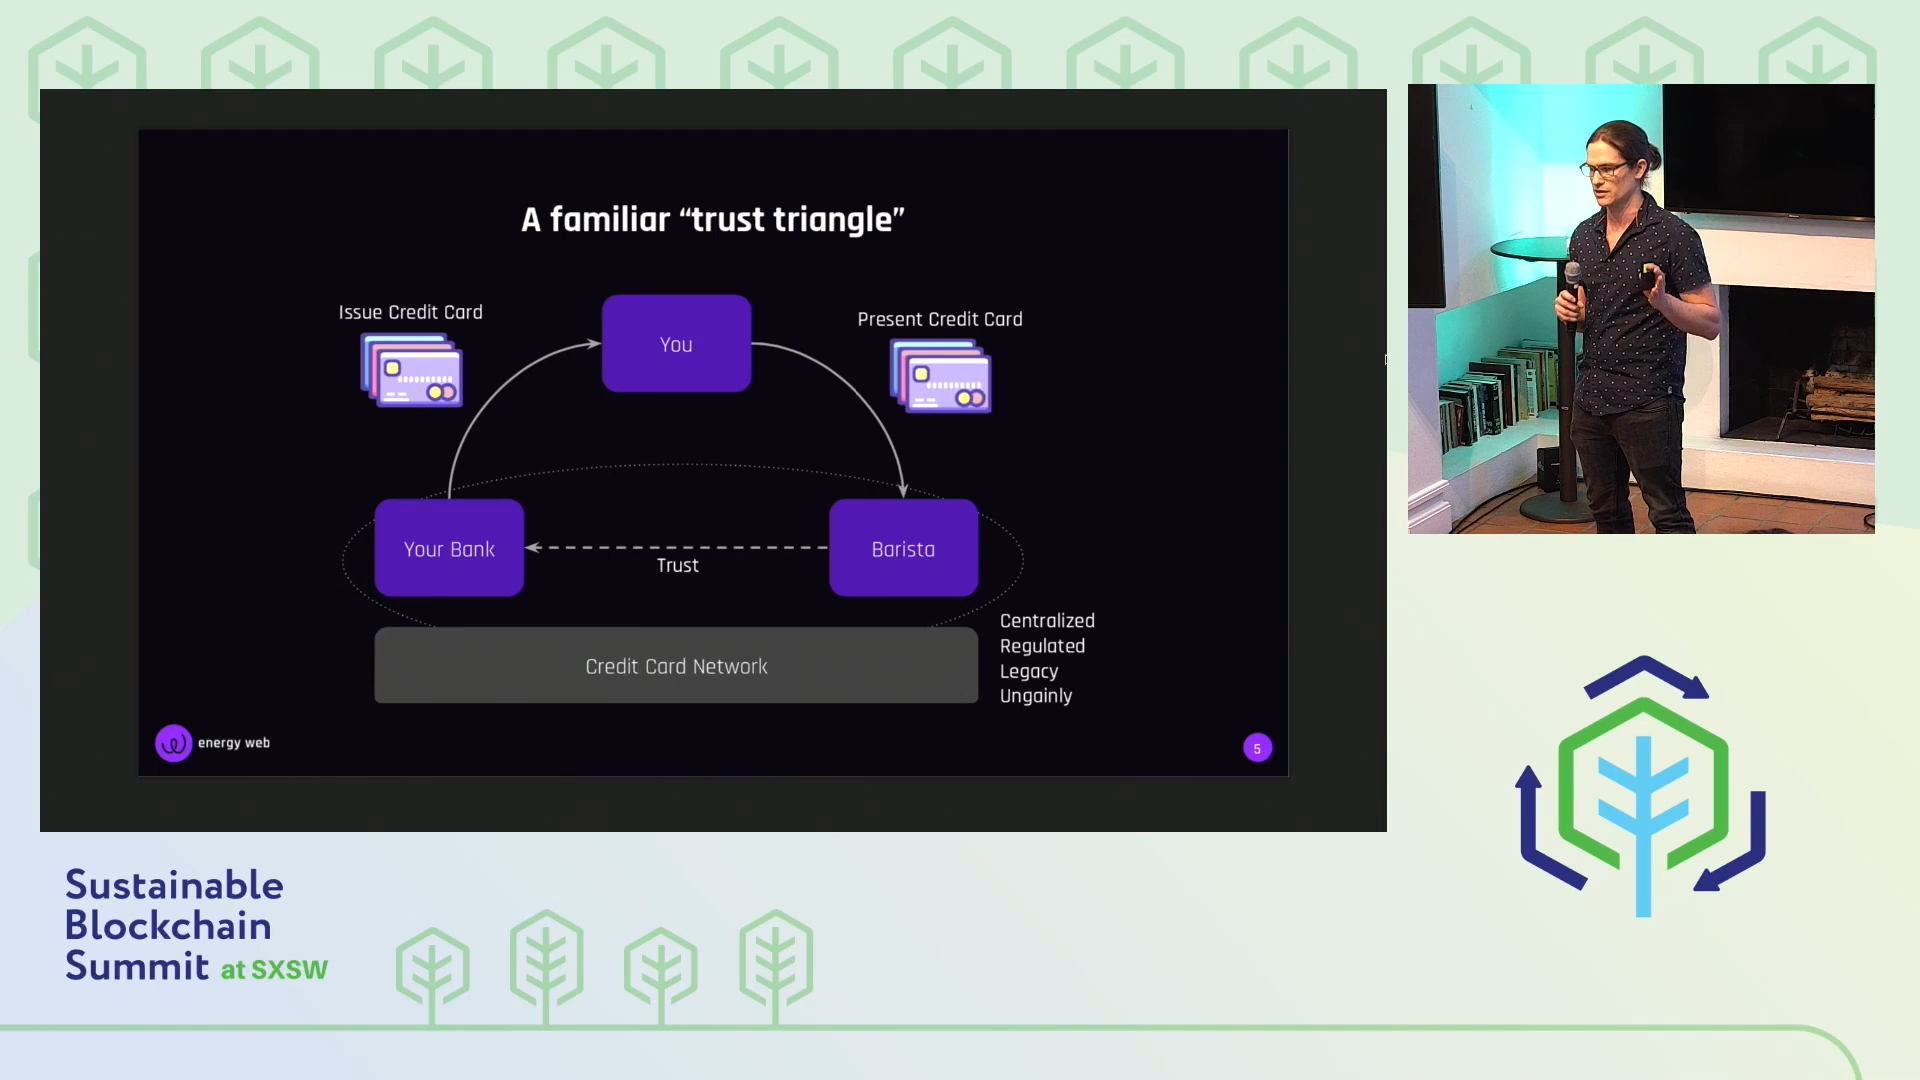 A familiar “trust triangle”
Issue Credit Card
You
Present Credit Card
Your Bank
Trust
Barista
Credit Card Network
Centralized
Regulated
Legacy
Ungainly
energy web
5
Sustainable
Blockchain
Summit at SXSW